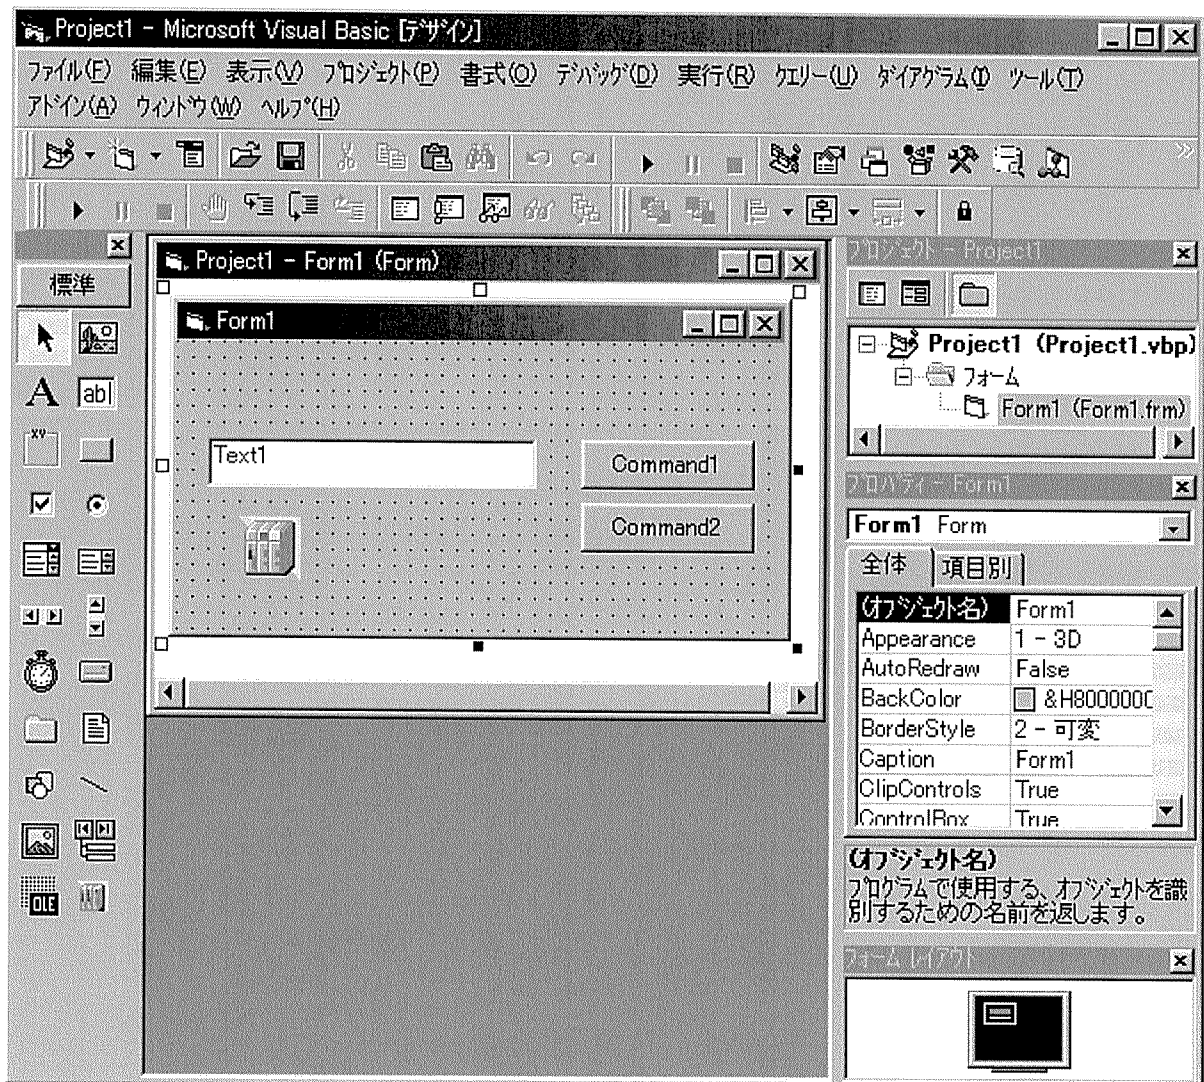 Project1 - Microsoft Visual Basic [ﾃﾞｻﾞｲﾝ]
ﾌｧｲﾙ(F) 編集(E) 表示(V) ﾌﾟﾛｼﾞｪｸﾄ(P) 書式(O) ﾃﾞﾊﾞｯｸﾞ(D) 実行(R) ｸｴﾘｰ(U) ﾀﾞｲｱｸﾞﾗﾑ(I) ﾂｰﾙ(T)
ｱﾄﾞｲﾝ(A) ｳｨﾝﾄﾞｳ(W) ﾍﾙﾌﾟ(H)
標準
A
ab
xy
OLE
Project1 - Form1 (Form)
Form1
Text1
Command1
Command2
ﾌﾟﾛｼﾞｪｸﾄ - Project1
Project1 (Project1.vbp)
ﾌｫｰﾑ
Form1 (Form1.frm)
ﾌﾟﾛﾊﾟﾃｨ - Form1
Form1 Form
全体 項目別
(ｵﾌﾞｼﾞｪｸﾄ名) Form1
Appearance 1 - 3D
AutoRedraw False
BackColor &H8000000
BorderStyle 2 - 可変
Caption Form1
ClipControls True
ControlBox True
(ｵﾌﾞｼﾞｪｸﾄ名)
ﾌﾟﾛｸﾞﾗﾑで使用する、ｵﾌﾞｼﾞｪｸﾄを識
別するための名前を返します。
ﾌｫｰﾑ ﾚｲｱｳﾄ